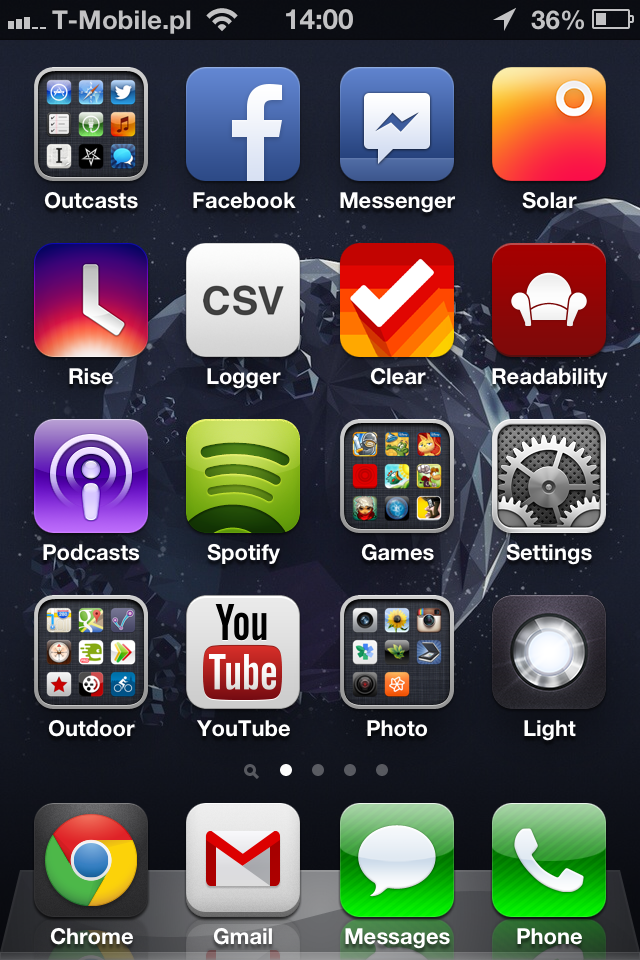 T-Mobile.pl 14:00 36%
Outcasts Facebook Messenger Solar
CSV
Rise Logger Clear Readability
Podcasts Spotify Games Settings
You
Tube
Outdoor YouTube Photo Light
Chrome Gmail Messages Phone